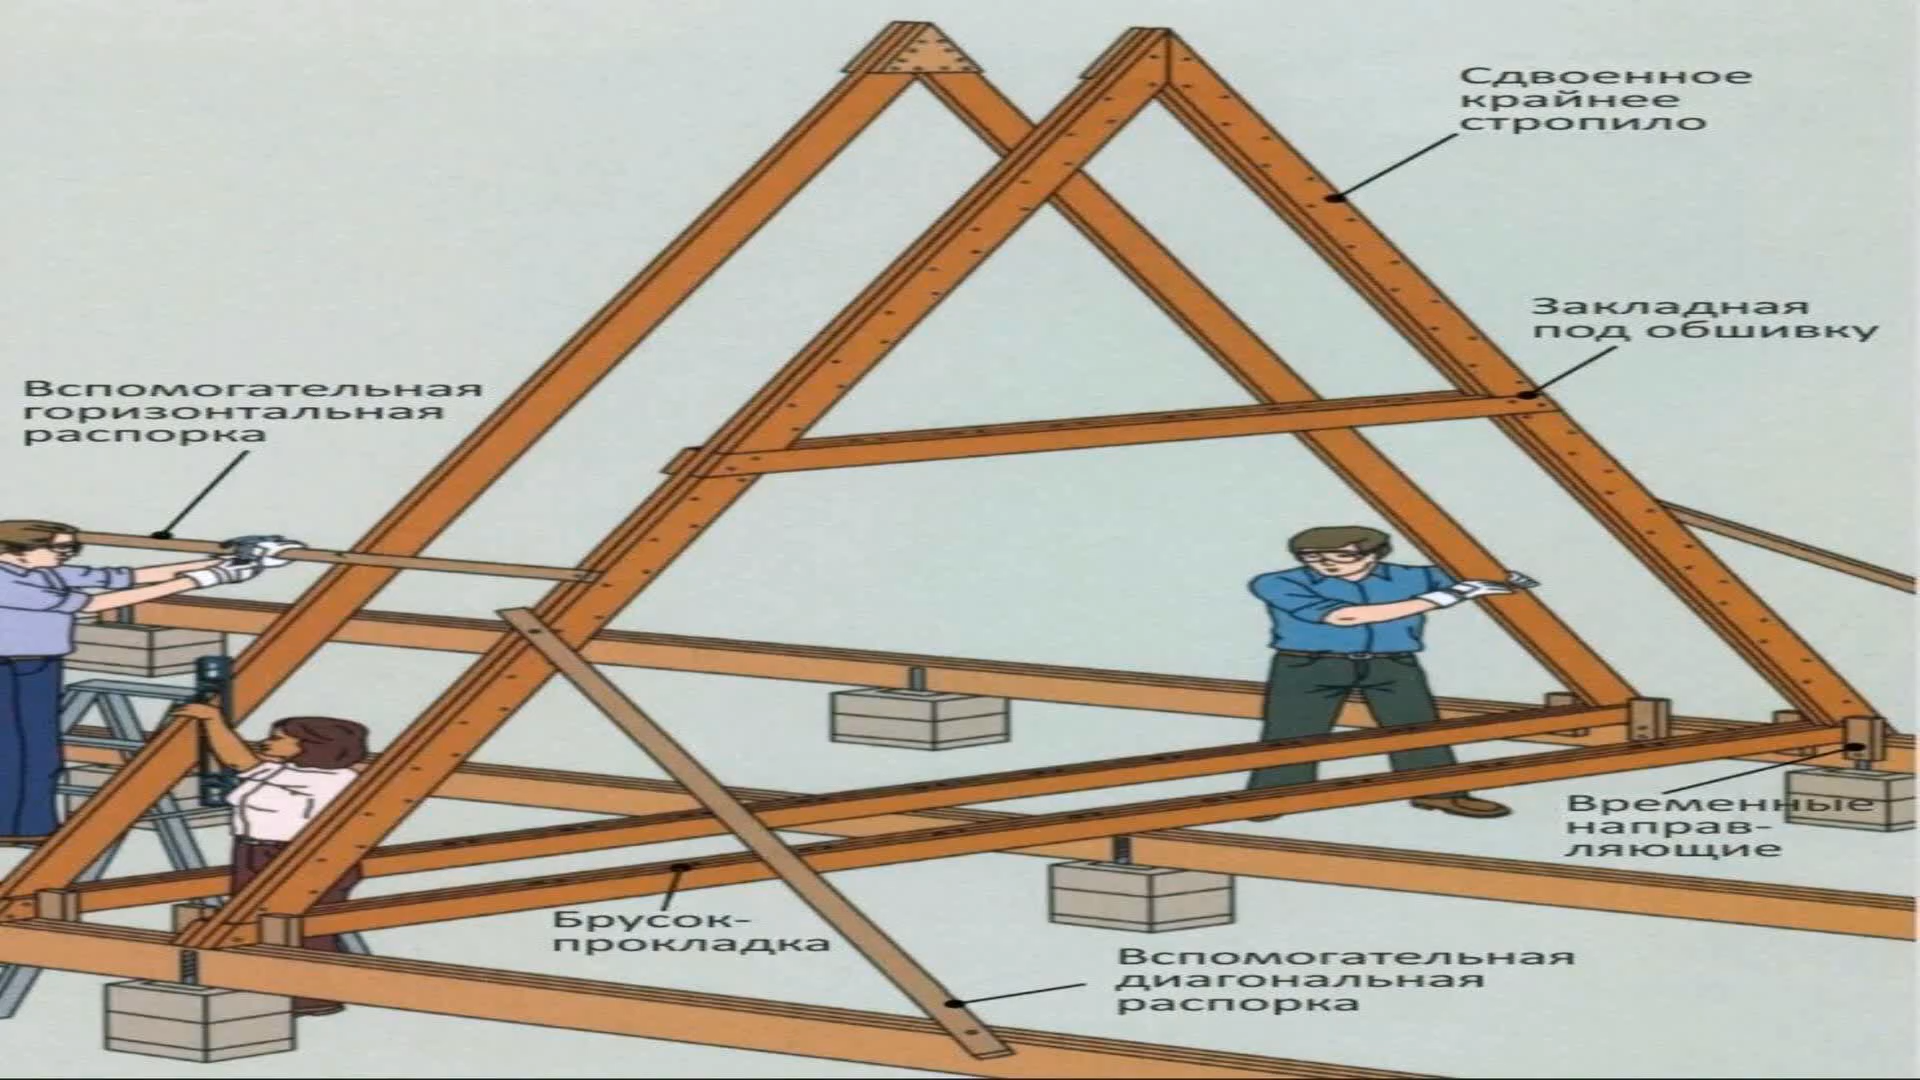 Сдвоенное
крайнее
стропило
Закладная
под обшивку
Вспомогательная
горизонтальная
распорка
Временные
направ-
ляющие
Брусок-
прокладка
Вспомогательная
диагональная
распорка